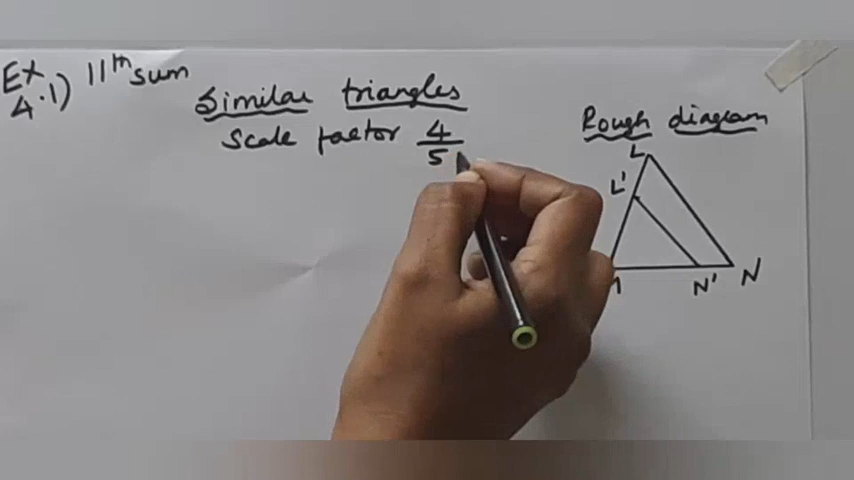 Ex 4.1) 11th sum
Similar triangles
Scale factor 4/5
Rough diagram
L
L'
N' N